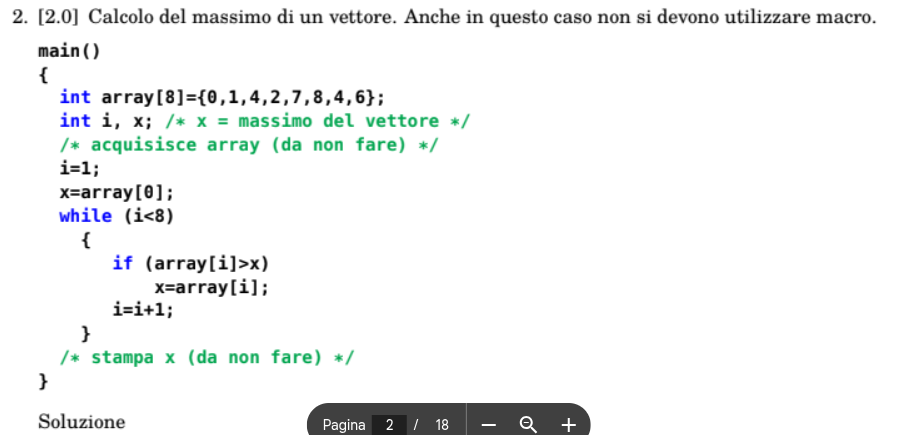 2. [2.0] Calcolo del massimo di un vettore. Anche in questo caso non si devono utilizzare macro.
main()
{
int array[8]={0,1,4,2,7,8,4,6};
int i, x; /* x = massimo del vettore */
/* acquisisce array (da non fare) */
i=1;
x=array[0];
while (i<8)
{
if (array[i]>x)
x=array[i];
i=i+1;
}
/* stampa x (da non fare) */
}
Soluzione
Pagina 2 / 18 — +